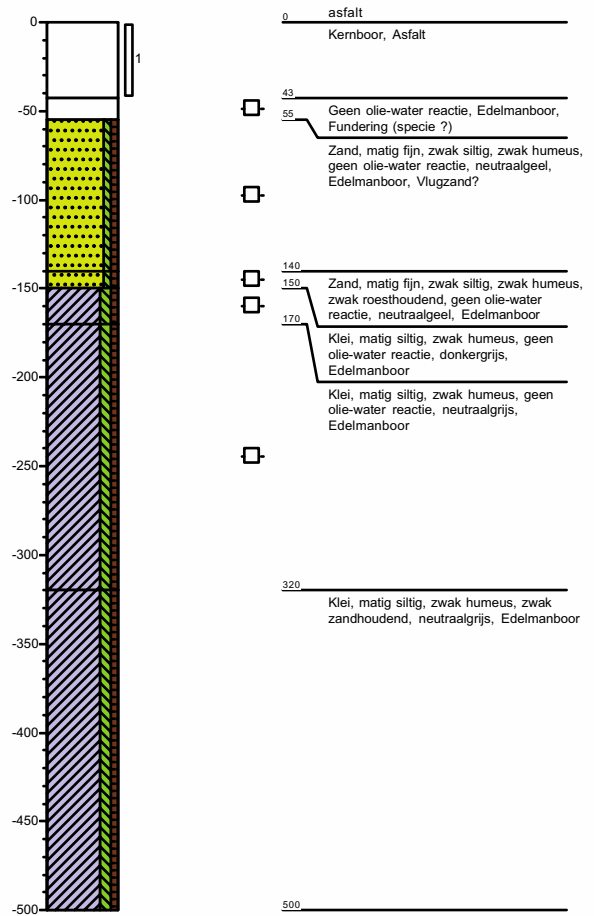 0
-50
-100
-150
-200
-250
-300
-350
-400
-450
-500
1
0 asfalt
Kernboor, Asfalt
43
Geen olie-water reactie, Edelmanboor,
Fundering (specie ?)
55
Zand, matig fijn, zwak siltig, zwak humeus,
geen olie-water reactie, neutraalgeel,
Edelmanboor, Vlugzand?
140
Zand, matig fijn, zwak siltig, zwak humeus,
zwak roesthoudend, geen olie-water
reactie, neutraalgeel, Edelmanboor
150
Klei, matig siltig, zwak humeus, geen
olie-water reactie, donkergrijs,
Edelmanboor
170
Klei, matig siltig, zwak humeus, geen
olie-water reactie, neutraalgrijs,
Edelmanboor
320
Klei, matig siltig, zwak humeus, zwak
zandhoudend, neutraalgrijs, Edelmanboor
500